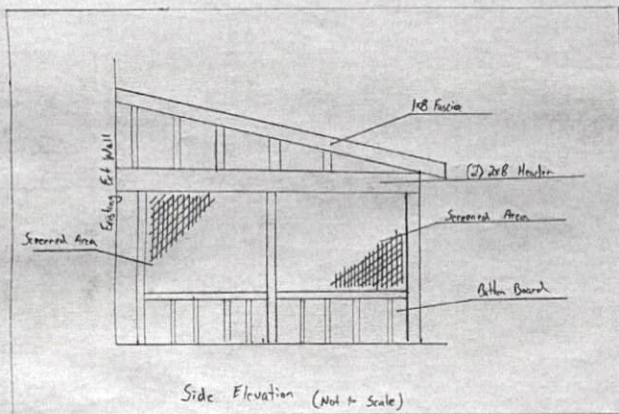 1x8 Fascia
(2) 2x8 Header
Existing Ext Wall
Screened Area
Screened Area
Batten Board
Side Elevation (Not to Scale)